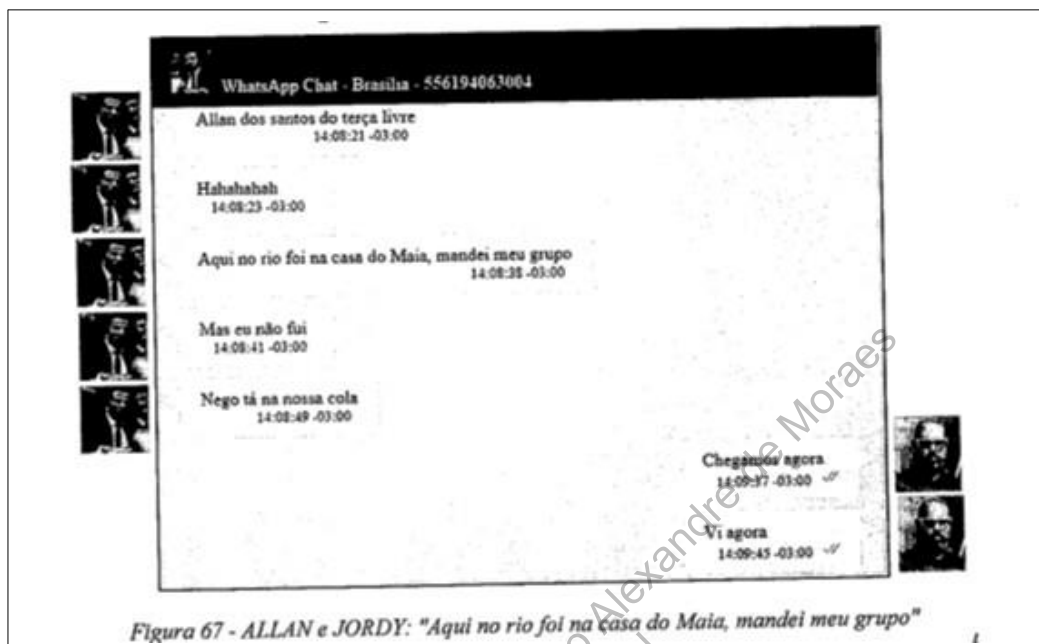 WhatsApp Chat - Brasilia - 556194063004
Allan dos santos do terça livre
14:08:21 -03:00
Hahahahah
14:08:23 -03:00
Aqui no rio foi na casa do Maia, mandei meu grupo
14:08:38 -03:00
Mas eu não fui
14:08:41 -03:00
Nego tá na nossa cola
14:08:49 -03:00
Chegamos agora
14:09:37 -03:00
Vi agora
14:09:45 -03:00
Alexandre de Moraes
Figura 67 - ALLAN e JORDY: "Aqui no rio foi na casa do Maia, mandei meu grupo"